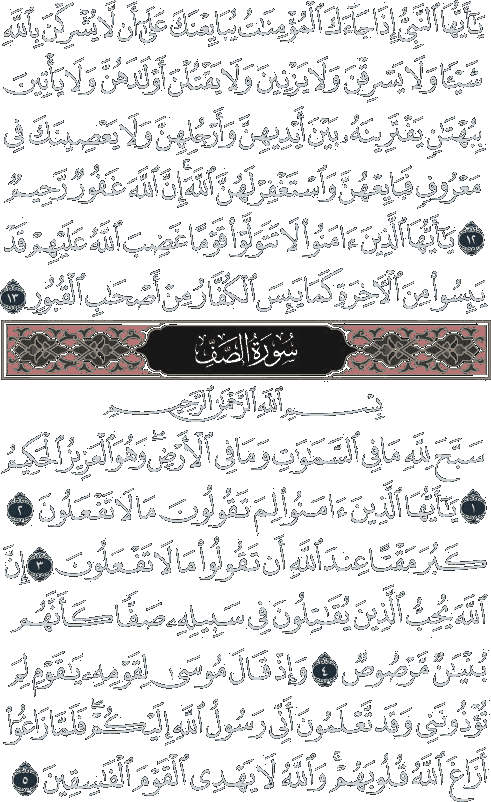 يَـٰٓأَيُّهَا ٱلنَّبِىُّ إِذَا جَآءَكَ ٱلْمُؤْمِنَـٰتُ يُبَايِعْنَكَ عَلَىٰٓ أَن لَّا يُشْرِكْنَ بِٱللَّهِ
شَيْـًٔا وَلَا يَسْرِقْنَ وَلَا يَزْنِينَ وَلَا يَقْتُلْنَ أَوْلَـٰدَهُنَّ وَلَا يَأْتِينَ
بِبُهْتَـٰنٍ يَفْتَرِينَهُۥ بَيْنَ أَيْدِيهِنَّ وَأَرْجُلِهِنَّ وَلَا يَعْصِينَكَ فِى
مَعْرُوفٍ فَبَايِعْهُنَّ وَٱسْتَغْفِرْ لَهُنَّ ٱللَّهَ ۖ إِنَّ ٱللَّهَ غَفُورٌ رَّحِيمٌ
١٢ يَـٰٓأَيُّهَا ٱلَّذِينَ ءَامَنُوا۟ لَا تَتَوَلَّوْا۟ قَوْمًا غَضِبَ ٱللَّهُ عَلَيْهِمْ قَدْ
يَئِسُوا۟ مِنَ ٱلْـَٔاخِرَةِ كَمَا يَئِسَ ٱلْكُفَّارُ مِنْ أَصْحَـٰبِ ٱلْقُبُورِ ١٣
سُورَةُ الصَّفِّ
بِسْمِ ٱللَّهِ ٱلرَّحْمَـٰنِ ٱلرَّحِيمِ
سَبَّحَ لِلَّهِ مَا فِى ٱلسَّمَـٰوَٰتِ وَمَا فِى ٱلْأَرْضِ ۖ وَهُوَ ٱلْعَزِيزُ ٱلْحَكِيمُ
١ يَـٰٓأَيُّهَا ٱلَّذِينَ ءَامَنُوا۟ لِمَ تَقُولُونَ مَا لَا تَفْعَلُونَ ٢
كَبُرَ مَقْتًا عِندَ ٱللَّهِ أَن تَقُولُوا۟ مَا لَا تَفْعَلُونَ ٣ إِنَّ
ٱللَّهَ يُحِبُّ ٱلَّذِينَ يُقَـٰتِلُونَ فِى سَبِيلِهِۦ صَفًّا كَأَنَّهُم
بُنْيَـٰنٌ مَّرْصُوصٌ ٤ وَإِذْ قَالَ مُوسَىٰ لِقَوْمِهِۦ يَـٰقَوْمِ لِمَ
تُؤْذُونَنِى وَقَد تَّعْلَمُونَ أَنِّى رَسُولُ ٱللَّهِ إِلَيْكُمْ ۖ فَلَمَّا زَاغُوٓا۟
أَزَاغَ ٱللَّهُ قُلُوبَهُمْ ۚ وَٱللَّهُ لَا يَهْدِى ٱلْقَوْمَ ٱلْفَـٰسِقِينَ ٥